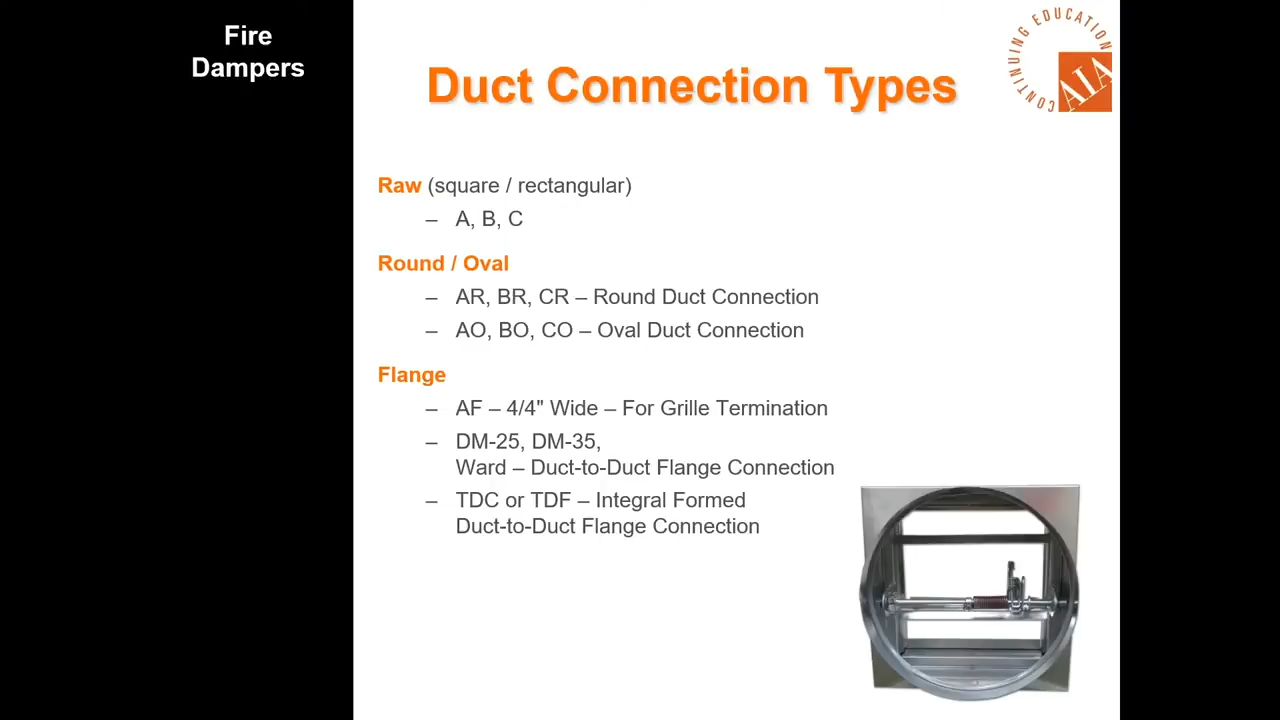 Fire
Dampers
Duct Connection Types
CONTINUING EDUCATION
AIA
Raw (square / rectangular)
– A, B, C
Round / Oval
– AR, BR, CR – Round Duct Connection
– AO, BO, CO – Oval Duct Connection
Flange
– AF – 4/4" Wide – For Grille Termination
– DM-25, DM-35,
Ward – Duct-to-Duct Flange Connection
– TDC or TDF – Integral Formed
Duct-to-Duct Flange Connection